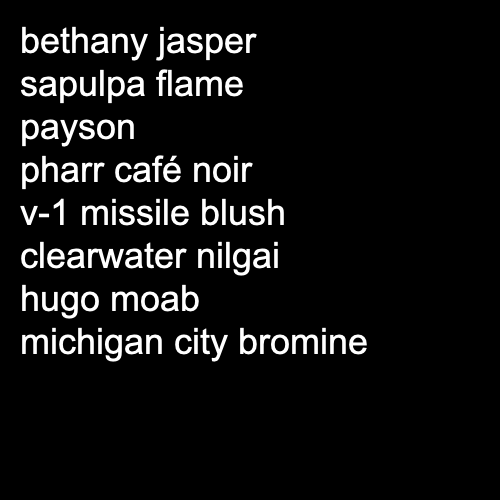 bethany jasper
sapulpa flame
payson
pharr café noir
v-1 missile blush
clearwater nilgai
hugo moab
michigan city bromine